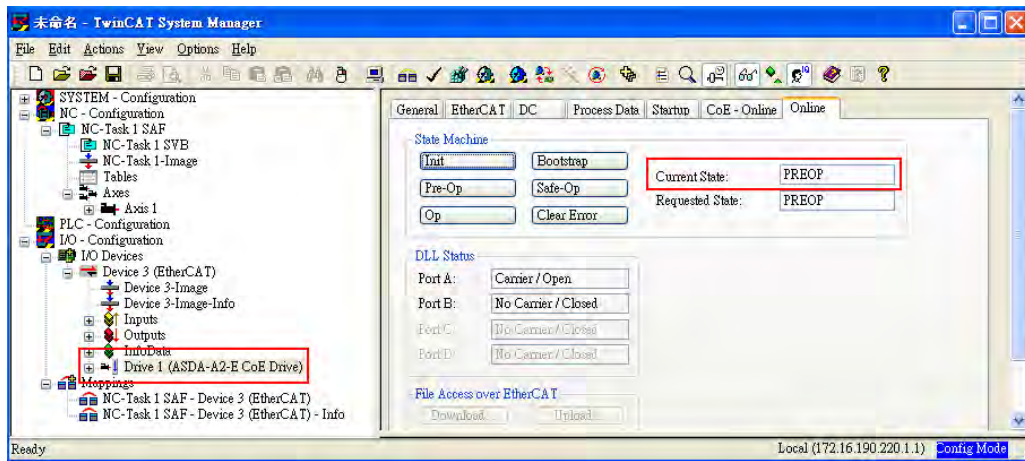 未命名 - TwinCAT System Manager
File Edit Actions View Options Help
SYSTEM - Configuration
NC - Configuration
NC-Task 1 SAF
NC-Task 1 SVB
NC-Task 1-Image
Tables
Axes
Axis 1
PLC - Configuration
I/O - Configuration
I/O Devices
Device 3 (EtherCAT)
Device 3-Image
Device 3-Image-Info
Inputs
Outputs
InfoData
Drive 1 (ASDA-A2-E CoE Drive)
Mappings
NC-Task 1 SAF - Device 3 (EtherCAT)
NC-Task 1 SAF - Device 3 (EtherCAT) - Info
General EtherCAT DC Process Data Startup CoE - Online Online
State Machine
Init Bootstrap
Pre-Op Safe-Op
Op Clear Error
Current State: PREOP
Requested State: PREOP
DLL Status
Port A: Carrier / Open
Port B: No Carrier / Closed
Port C: No Carrier / Closed
Port D: No Carrier / Closed
File Access over EtherCAT
Download... Upload...
Ready Local (172.16.190.220.1.1) Config Mode